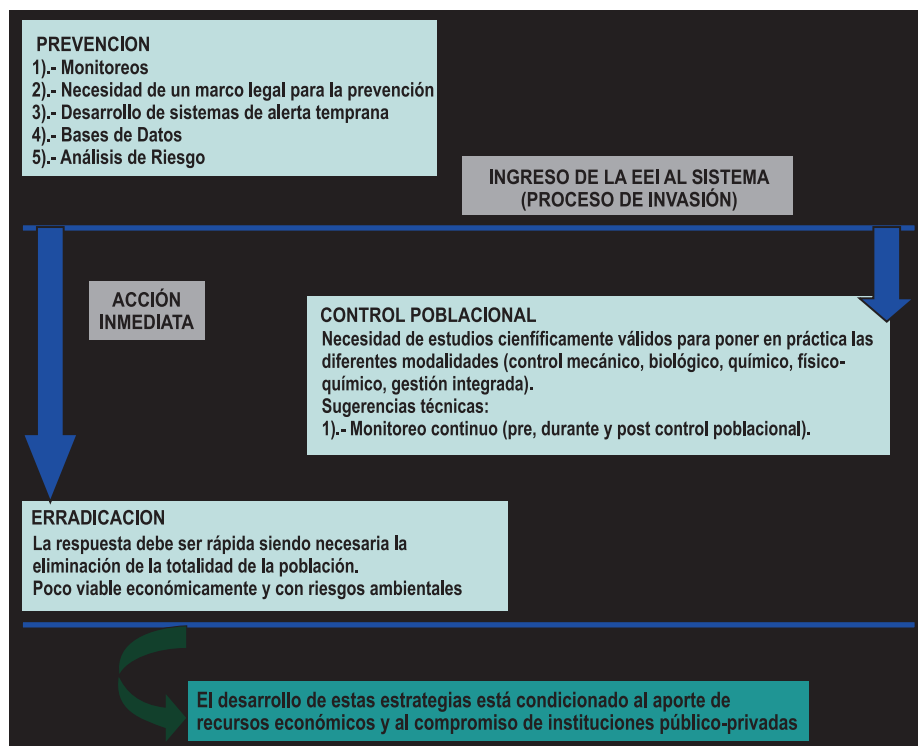 PREVENCION
1).- Monitoreos
2).- Necesidad de un marco legal para la prevención
3).- Desarrollo de sistemas de alerta temprana
4).- Bases de Datos
5).- Análisis de Riesgo
INGRESO DE LA EEI AL SISTEMA
(PROCESO DE INVASIÓN)
ACCIÓN
INMEDIATA
CONTROL POBLACIONAL
Necesidad de estudios cienfíficamente válidos para poner en práctica las
diferentes modalidades (control mecánico, biológico, químico, físico-
químico, gestión integrada).
Sugerencias técnicas:
1).- Monitoreo continuo (pre, durante y post control poblacional).
ERRADICACION
La respuesta debe ser rápida siendo necesaria la
eliminación de la totalidad de la población.
Poco viable económicamente y con riesgos ambientales
El desarrollo de estas estrategias está condicionado al aporte de
recursos económicos y al compromiso de instituciones público-privadas